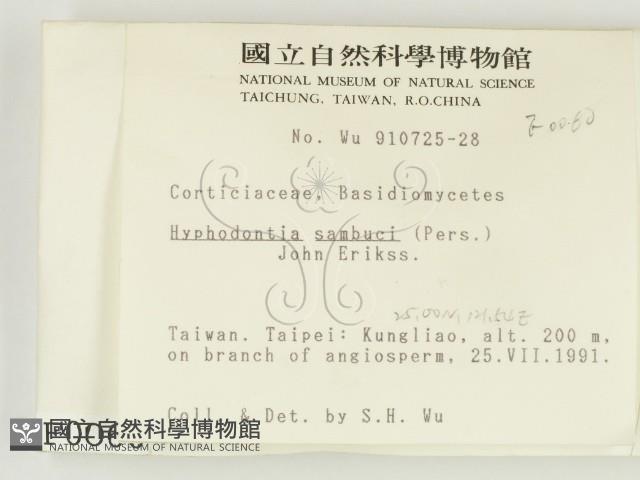 國立自然科學博物館
NATIONAL MUSEUM OF NATURAL SCIENCE
TAICHUNG, TAIWAN, R.O.CHINA
No. Wu 910725-28
Corticiaceae, Basidiomycetes
Hyphodontia sambuci (Pers.)
John Erikss.
Taiwan. Taipei: Kungliao, alt. 200 m,
on branch of angiosperm, 25.VII.1991.
Coll. & Det. by S.H. Wu
國立自然科學博物館
NATIONAL MUSEUM OF NATURAL SCIENCE